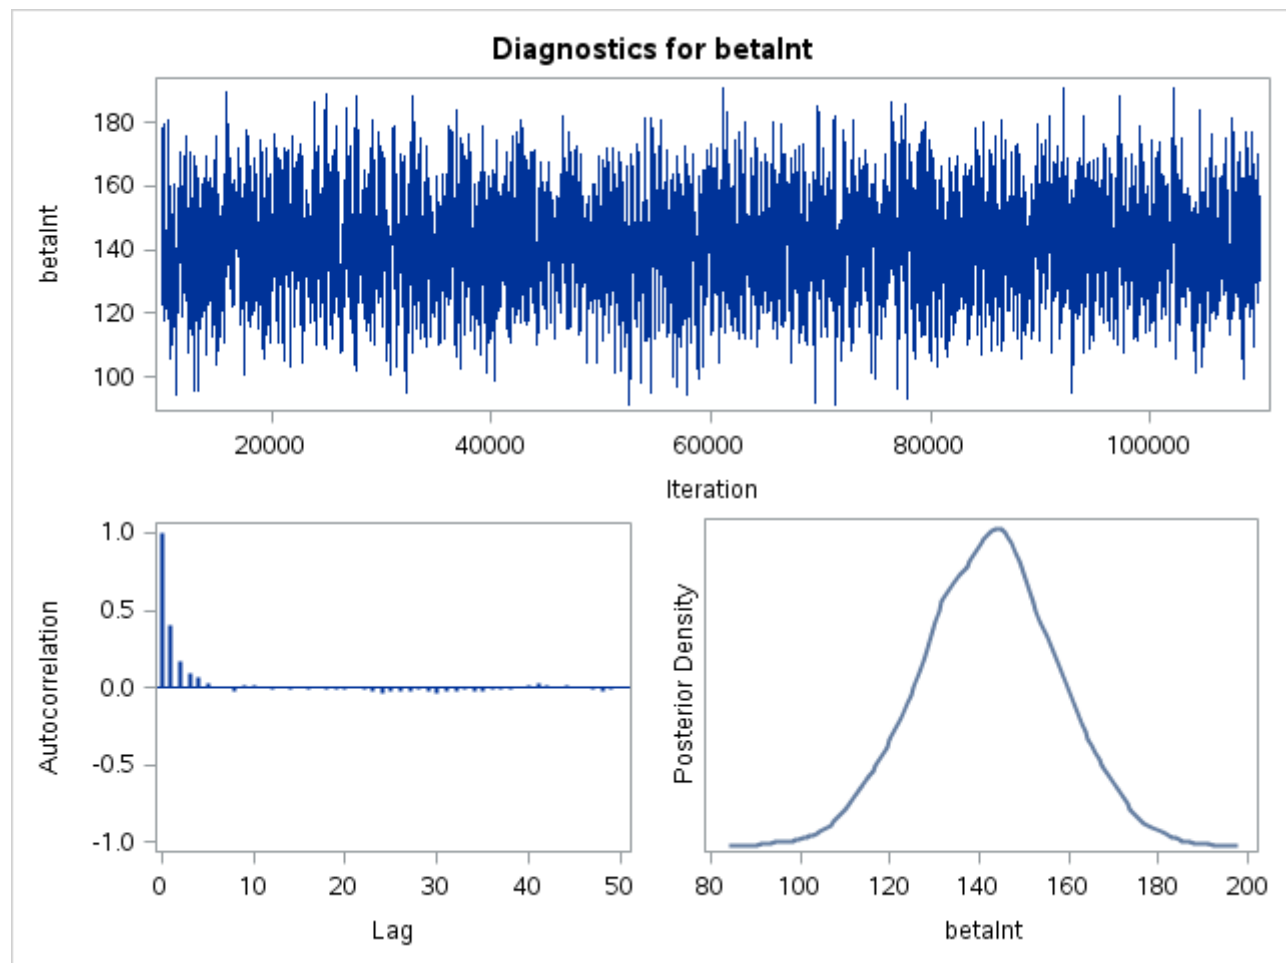 Diagnostics for betaInt
betaInt
180
160
140
120
100
20000 40000 60000 80000 100000
Iteration
Autocorrelation
1.0
0.5
0.0
-0.5
-1.0
0 10 20 30 40 50
Lag
Posterior Density
80 100 120 140 160 180 200
betaInt